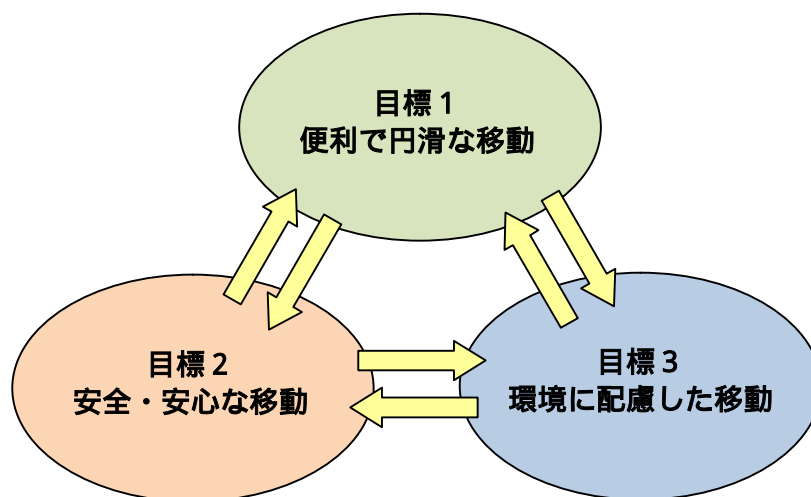 目標１
便利で円滑な移動
目標２
安全・安心な移動
目標３
環境に配慮した移動